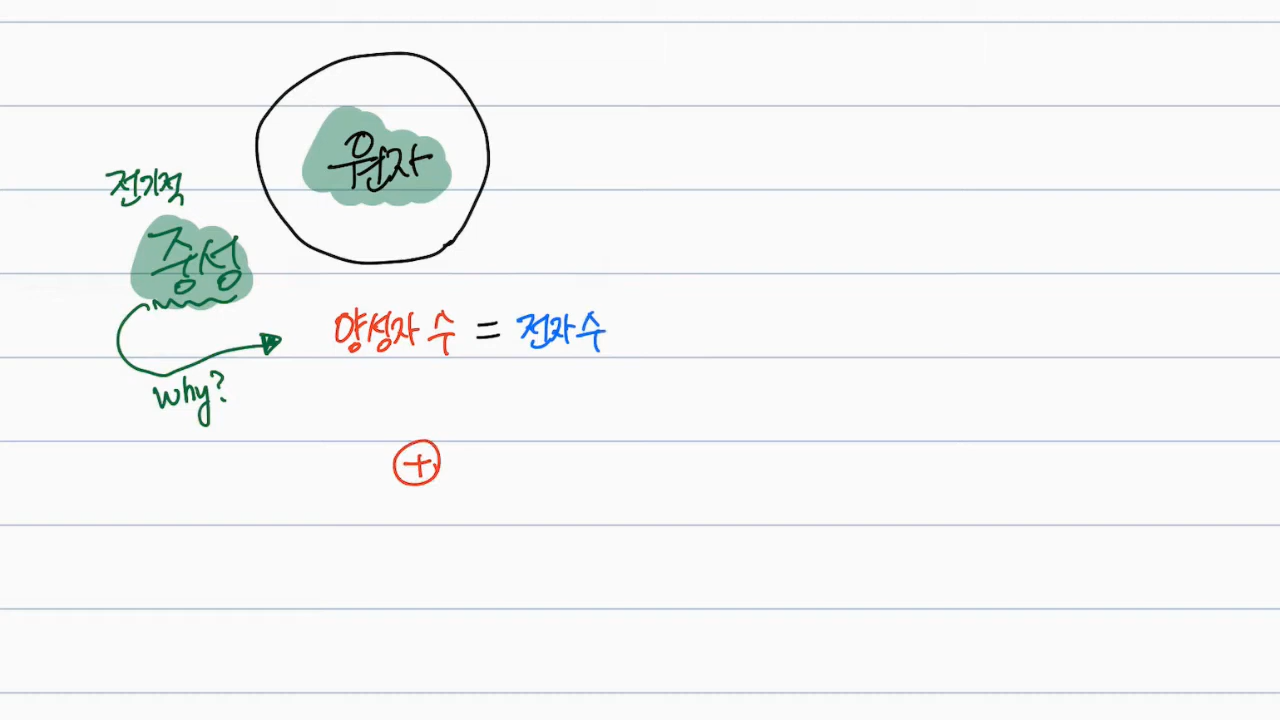 원자
전기적
중성
양성자 수 = 전자 수
why?
+